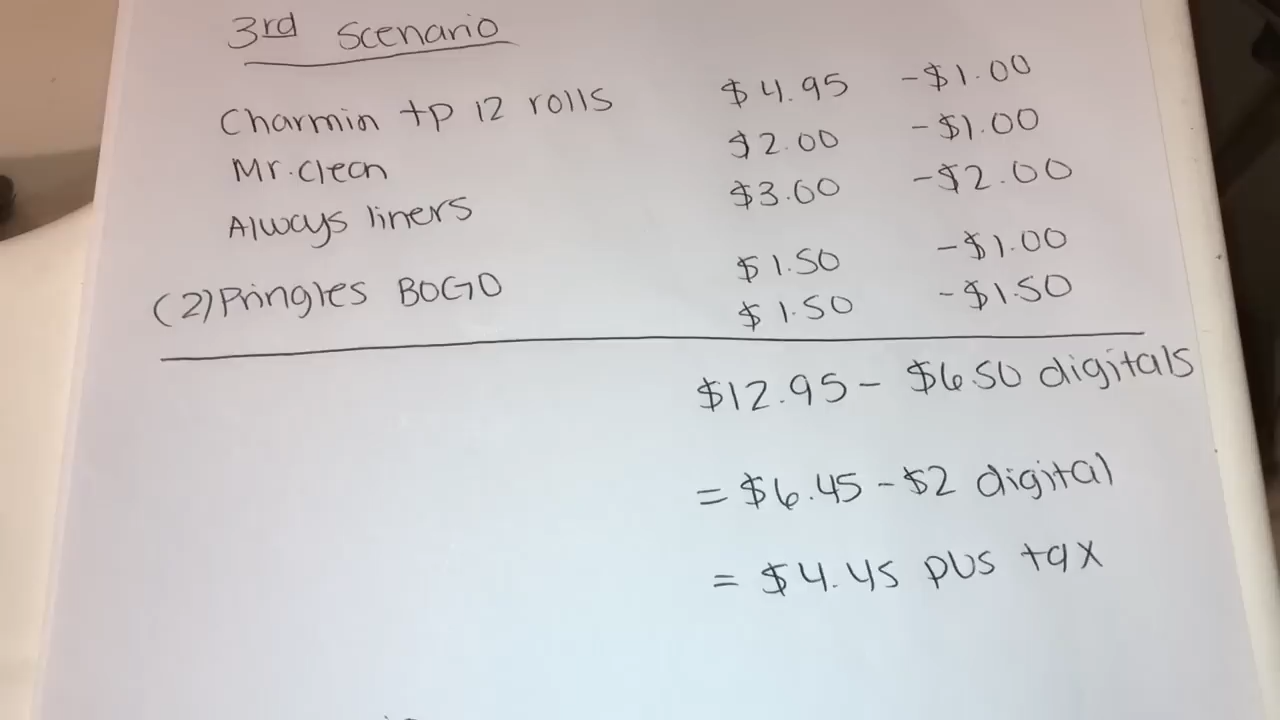 3rd Scenario
Charmin tp 12 rolls $4.95 -$1.00
Mr. Clean $2.00 -$1.00
Always liners $3.00 -$2.00
(2) Pringles BOGO $1.50 -$1.00
$1.50 -$1.50
$12.95 - $6.50 digitals
= $6.45 - $2 digital
= $4.45 pus tax